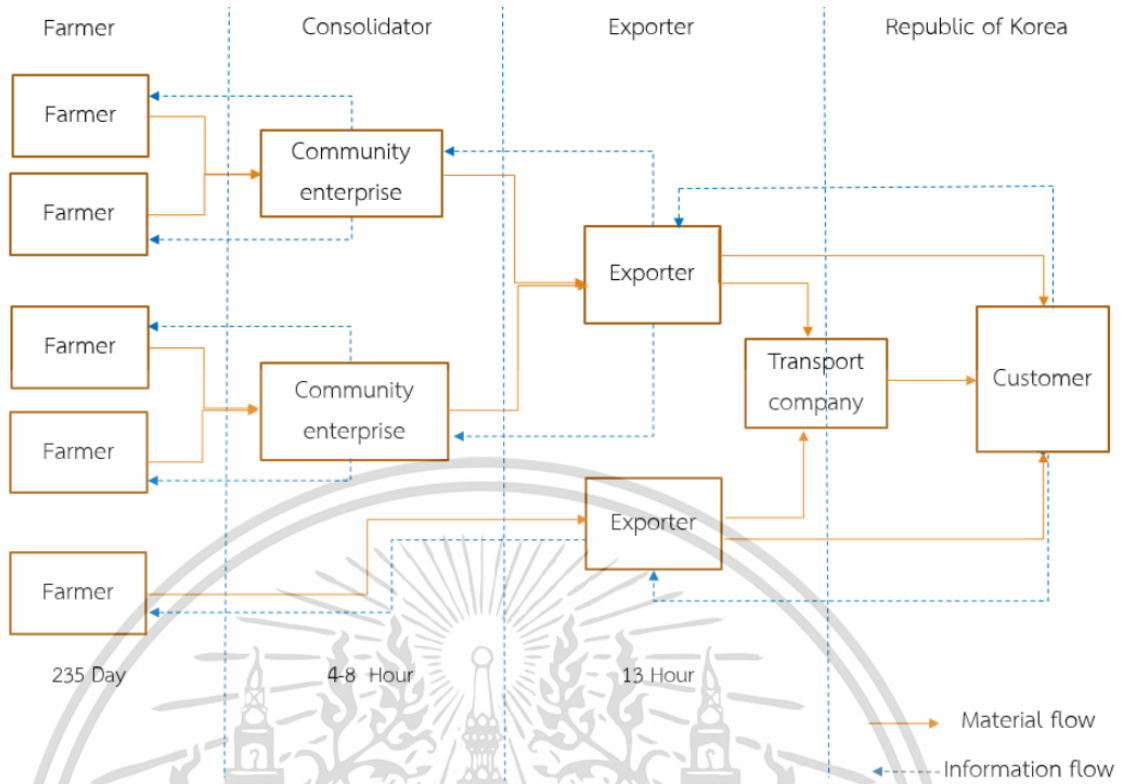 Farmer
Consolidator
Exporter
Republic of Korea
Farmer
Community
enterprise
Farmer
Exporter
Farmer
Community
enterprise
Transport
company
Customer
Farmer
Exporter
Farmer
235 Day
4-8 Hour
13 Hour
Material flow
Information flow